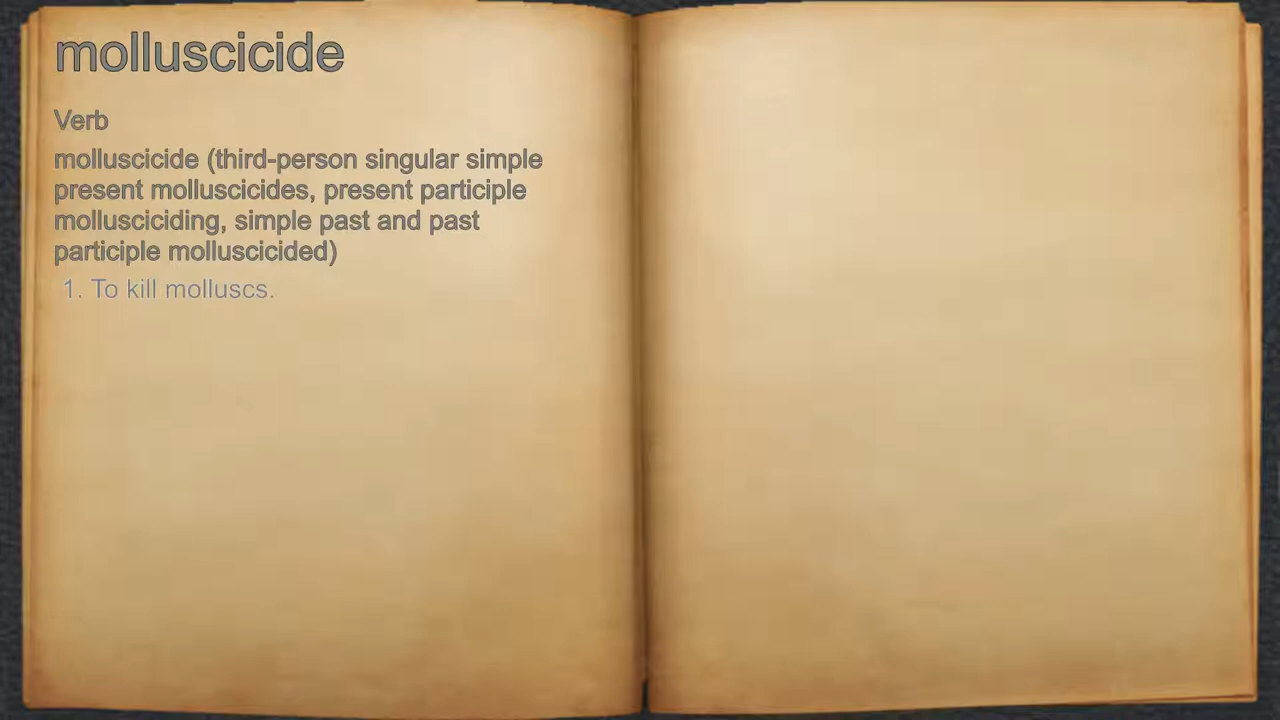 molluscicide
Verb
molluscicide (third-person singular simple
present molluscicides, present participle
mollusciciding, simple past and past
participle molluscicided)
1. To kill molluscs.